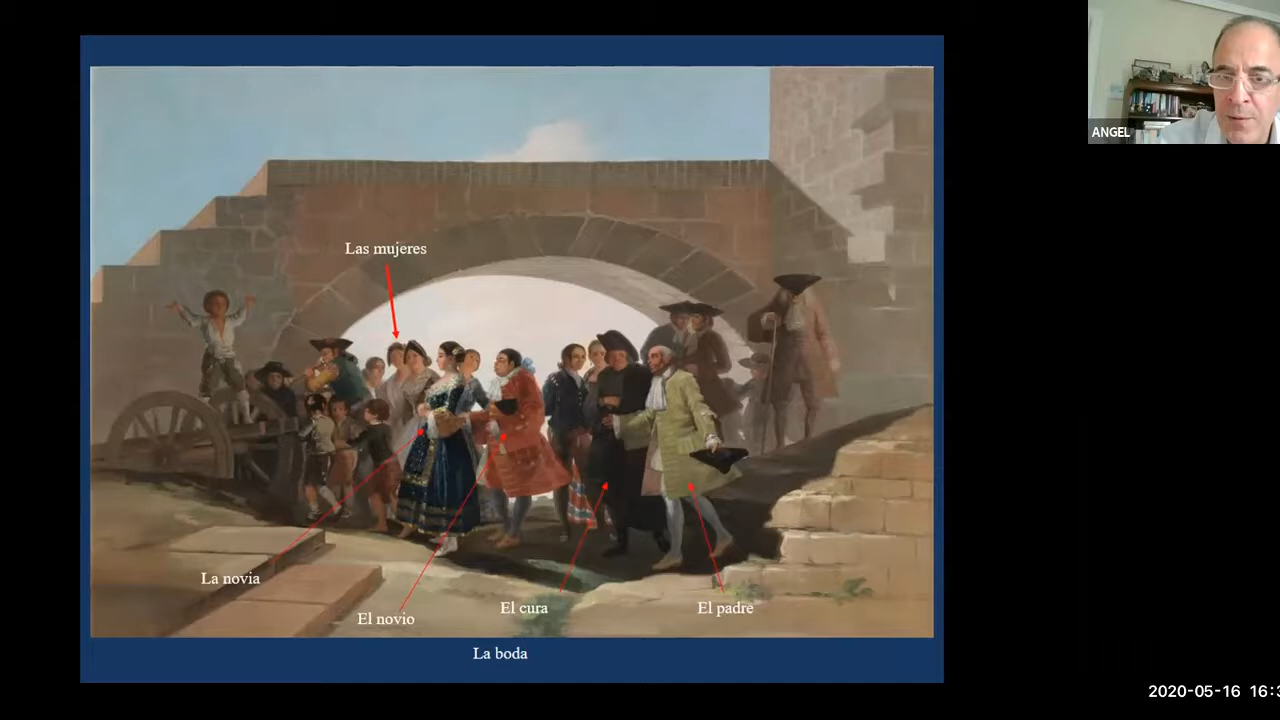 ANGEL
Las mujeres
La novia
El novio
El cura
El padre
La boda
2020-05-16 16:3